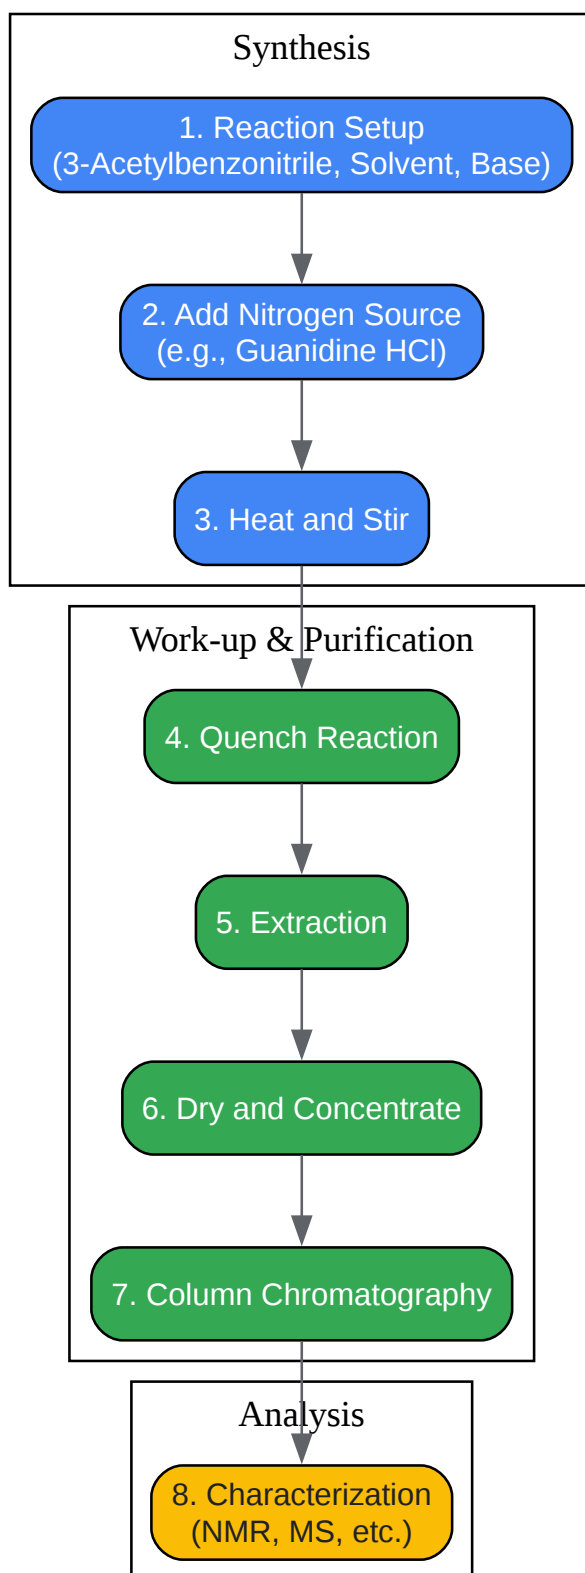 Synthesis
1. Reaction Setup
(3-Acetylbenzonitrile, Solvent, Base)
2. Add Nitrogen Source
(e.g., Guanidine HCl)
3. Heat and Stir
Work-up & Purification
4. Quench Reaction
5. Extraction
6. Dry and Concentrate
7. Column Chromatography
Analysis
8. Characterization
(NMR, MS, etc.)